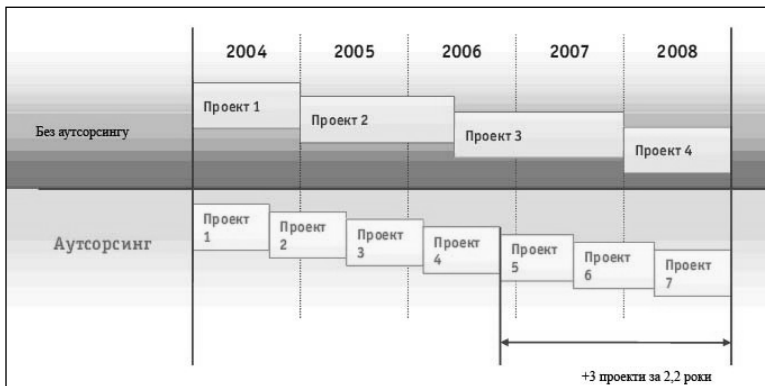 2004 2005 2006 2007 2008
Проект 1
Проект 2
Без аутсорсингу
Проект 3
Проект 4
Аутсорсинг
Проект
1
Проект
2
Проект
3
Проект
4
Проект
5
Проект
6
Проект
7
+3 проекти за 2,2 роки